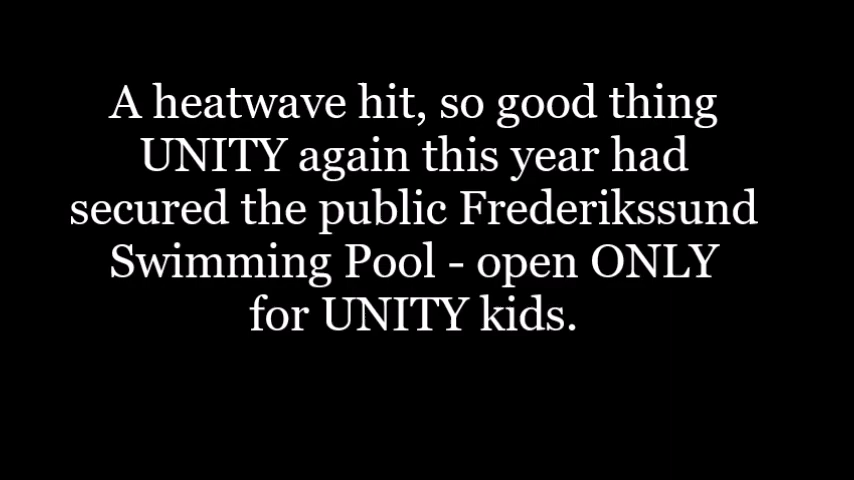 A heatwave hit, so good thing
UNITY again this year had
secured the public Frederikssund
Swimming Pool - open ONLY
for UNITY kids.